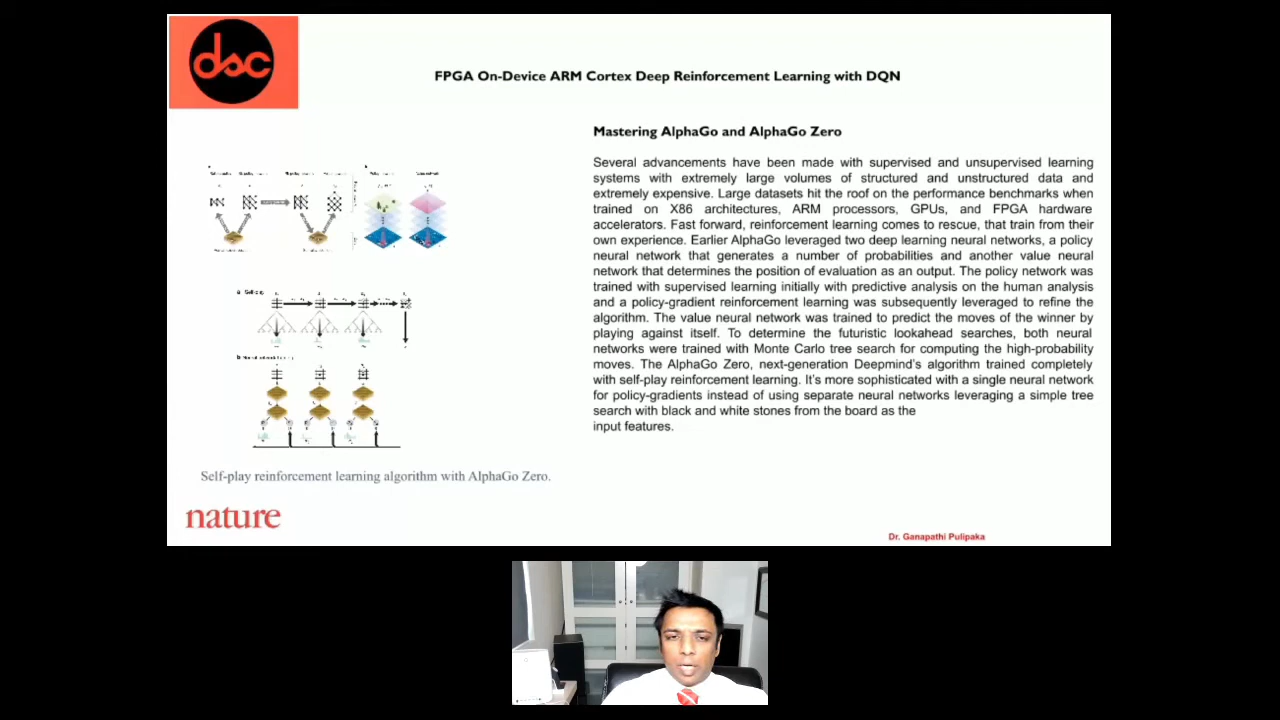 dsc
FPGA On-Device ARM Cortex Deep Reinforcement Learning with DQN
Mastering AlphaGo and AlphaGo Zero
Several advancements have been made with supervised and unsupervised learning
systems with extremely large volumes of structured and unstructured data and
extremely expensive. Large datasets hit the roof on the performance benchmarks when
trained on X86 architectures, ARM processors, GPUs, and FPGA hardware
accelerators. Fast forward, reinforcement learning comes to rescue, that train from their
own experience. Earlier AlphaGo leveraged two deep learning neural networks, a policy
neural network that generates a number of probabilities and another value neural
network that determines the position of evaluation as an output. The policy network was
trained with supervised learning initially with predictive analysis on the human analysis
and a policy-gradient reinforcement learning was subsequently leveraged to refine the
algorithm. The value neural network was trained to predict the moves of the winner by
playing against itself. To determine the futuristic lookahead searches, both neural
networks were trained with Monte Carlo tree search for computing the high-probability
moves. The AlphaGo Zero, next-generation Deepmind's algorithm trained completely
with self-play reinforcement learning. It's more sophisticated with a single neural network
for policy-gradients instead of using separate neural networks leveraging a simple tree
search with black and white stones from the board as the
input features.
Self-play reinforcement learning algorithm with AlphaGo Zero.
nature
Dr. Ganapathi Pulipaka